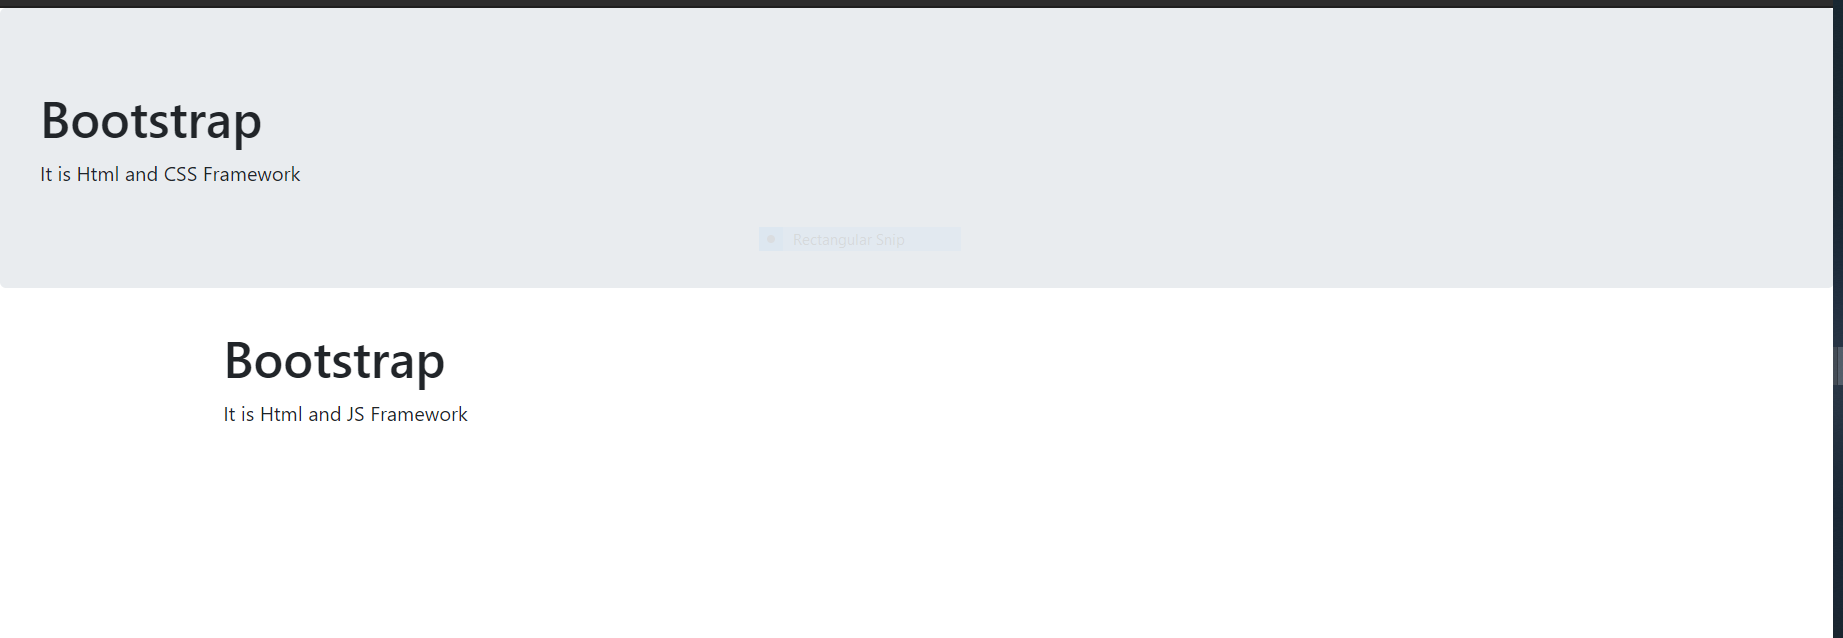 Bootstrap
It is Html and CSS Framework
Rectangular Snip
Bootstrap
It is Html and JS Framework